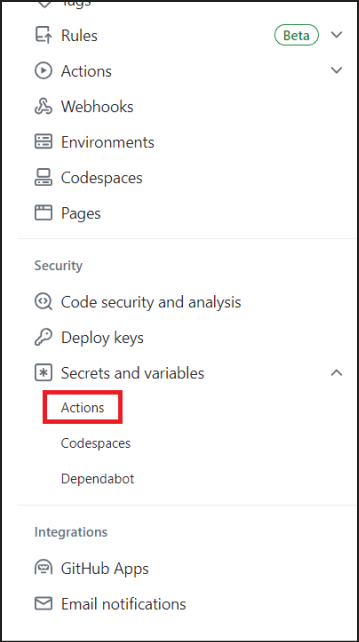 Tags
Rules Beta
Actions
Webhooks
Environments
Codespaces
Pages
Security
Code security and analysis
Deploy keys
Secrets and variables
Actions
Codespaces
Dependabot
Integrations
GitHub Apps
Email notifications